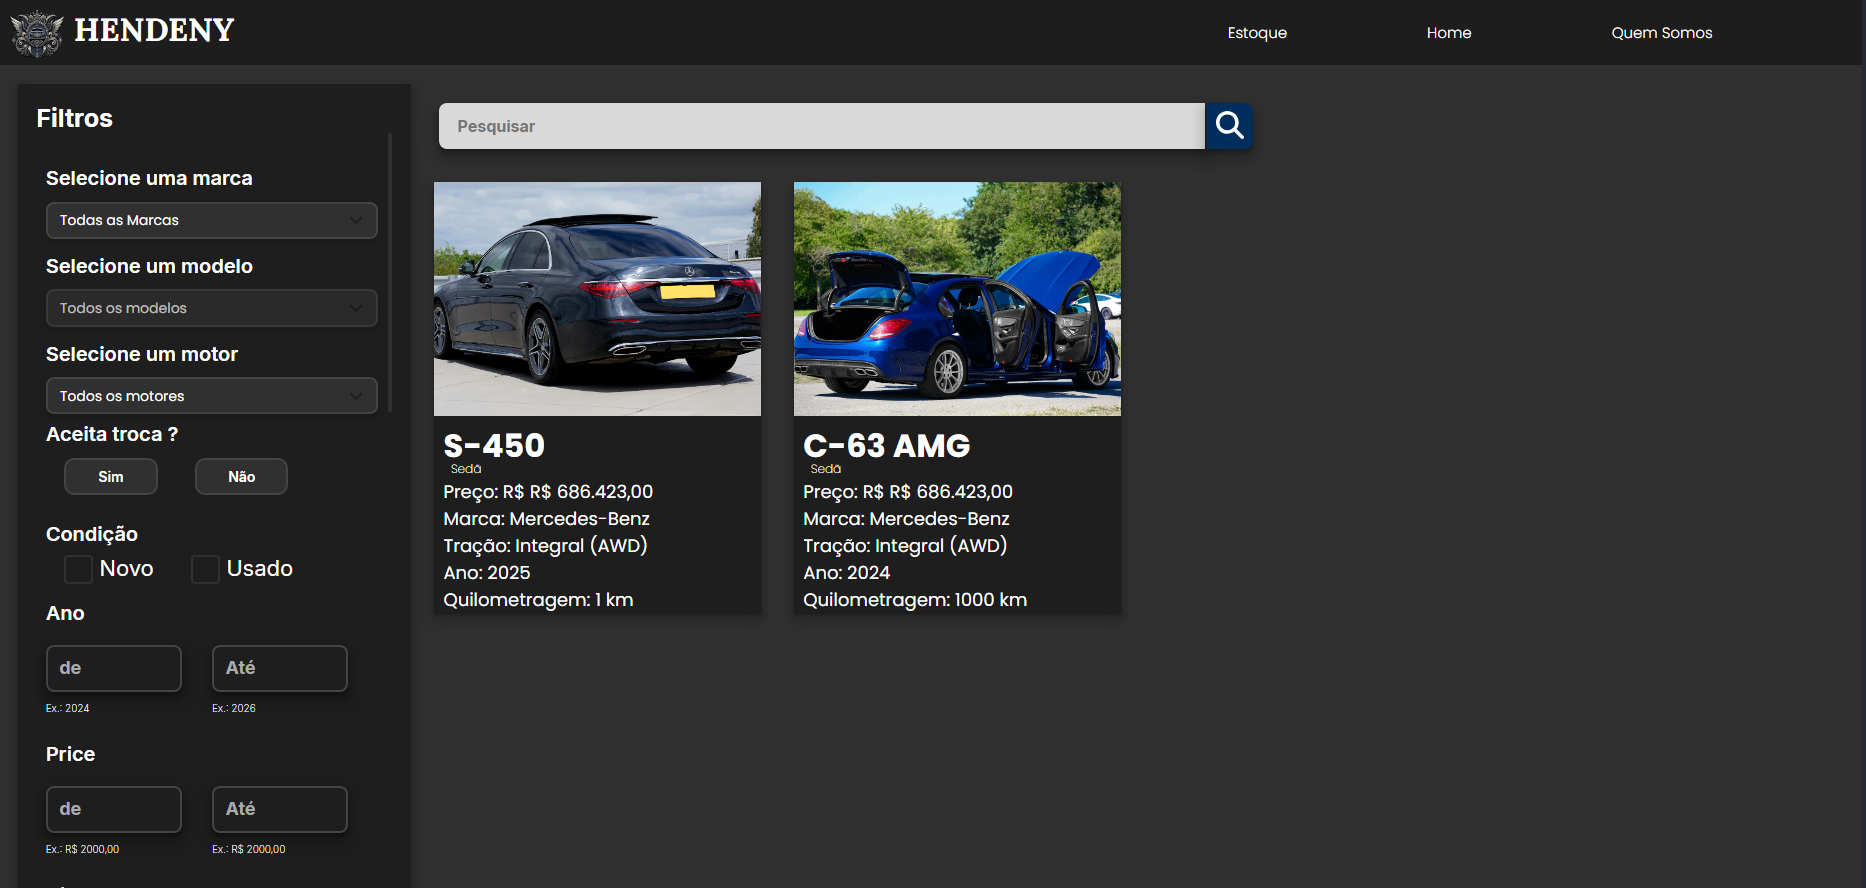 HENDENY
Estoque
Home
Quem Somos
Filtros
Selecione uma marca
Todas as Marcas
Selecione um modelo
Todos os modelos
Selecione um motor
Todos os motores
Aceita troca ?
Sim
Não
Condição
Novo
Usado
Ano
de
Até
Ex.: 2024
Ex.: 2026
Price
de
Até
Ex.: R$ 2000,00
Ex.: R$ 2000,00
Pesquisar
S-450
Sedã
Preço: R$ R$ 686.423,00
Marca: Mercedes-Benz
Tração: Integral (AWD)
Ano: 2025
Quilometragem: 1 km
C-63 AMG
Sedã
Preço: R$ R$ 686.423,00
Marca: Mercedes-Benz
Tração: Integral (AWD)
Ano: 2024
Quilometragem: 1000 km